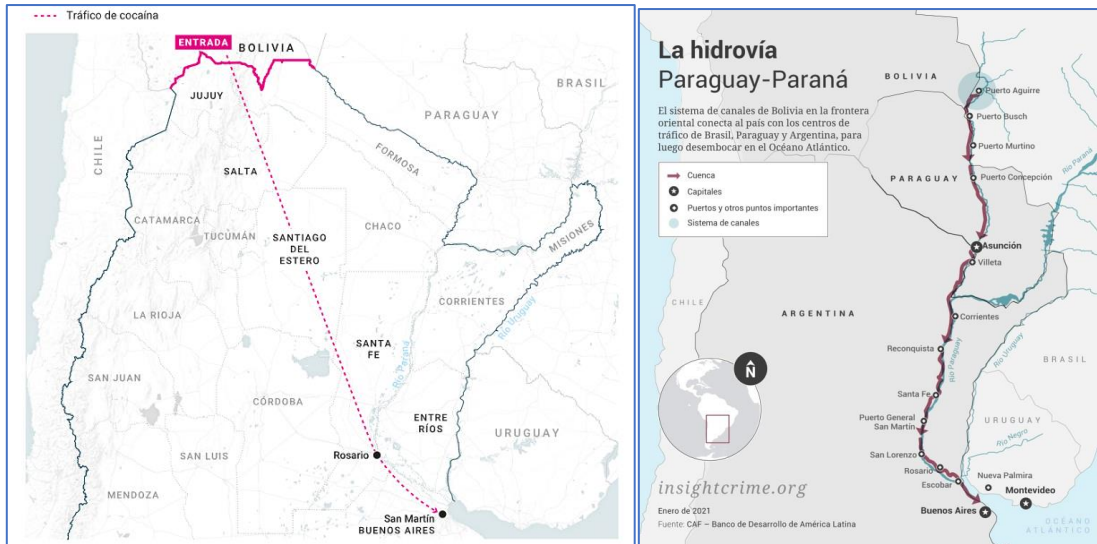 Tráfico de cocaína
ENTRADA
BOLIVIA
BRASIL
JUJUY
PARAGUAY
CHILE
FORMOSA
SALTA
CATAMARCA
TUCUMÁN
CHACO
MISIONES
SANTIAGO
DEL
ESTERO
CORRIENTES
Río Uruguay
LA RIOJA
SANTA
FE
Río Paraná
SAN JUAN
CÓRDOBA
ENTRE
RÍOS
URUGUAY
Rosario
SAN LUIS
MENDOZA
San Martín
BUENOS AIRES
La hidrovía
Paraguay-Paraná
El sistema de canales de Bolivia en la frontera
oriental conecta al país con los centros de
tráfico de Brasil, Paraguay y Argentina, para
luego desembocar en el Océano Atlántico.
Cuenca
Capitales
Puertos y otros puntos importantes
Sistema de canales
BOLIVIA
Puerto Aguirre
Puerto Busch
Puerto Murtino
Puerto Concepción
Río Paraná
PARAGUAY
Asunción
Villeta
CHILE
ARGENTINA
Corrientes
Reconquista
Río Paraguay
Río Uruguay
BRASIL
N
Santa Fe
Puerto General
San Martín
URUGUAY
Río Negro
San Lorenzo
Rosario
Escobar
Nueva Palmira
Montevideo
Buenos Aires
OCÉANO
ATLÁNTICO
insightcrime.org
Enero de 2021
Fuente: CAF – Banco de Desarrollo de América Latina